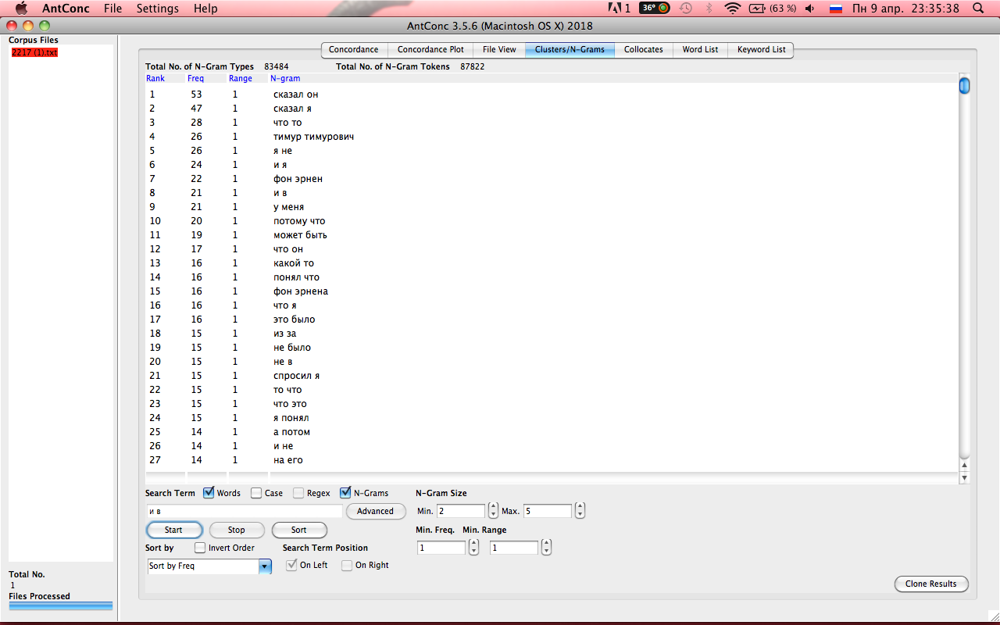 AntConc File Settings Help 1 36° (63 %) Пн 9 апр. 23:35:38
AntConc 3.5.6 (Macintosh OS X) 2018
Corpus Files
2217 (1).txt
Concordance Concordance Plot File View Clusters/N-Grams Collocates Word List Keyword List
Total No. of N-Gram Types 83484 Total No. of N-Gram Tokens 87822
Rank Freq Range N-gram
1 53 1 сказал он
2 47 1 сказал я
3 28 1 что то
4 26 1 тимур тимурович
5 26 1 я не
6 24 1 и я
7 22 1 фон эрнен
8 21 1 и в
9 21 1 у меня
10 20 1 потому что
11 19 1 может быть
12 17 1 что он
13 16 1 какой то
14 16 1 понял что
15 16 1 фон эрнена
16 16 1 что я
17 16 1 это было
18 15 1 из за
19 15 1 не было
20 15 1 не в
21 15 1 спросил я
22 15 1 то что
23 15 1 что это
24 15 1 я понял
25 14 1 а потом
26 14 1 и не
27 14 1 на его
Search Term Words Case Regex N-Grams N-Gram Size
и в Advanced Min. 2 Max. 5
Start Stop Sort Min. Freq. Min. Range
Sort by Invert Order Search Term Position 1 1
Sort by Freq On Left On Right
Total No.
1
Files Processed
Clone Results